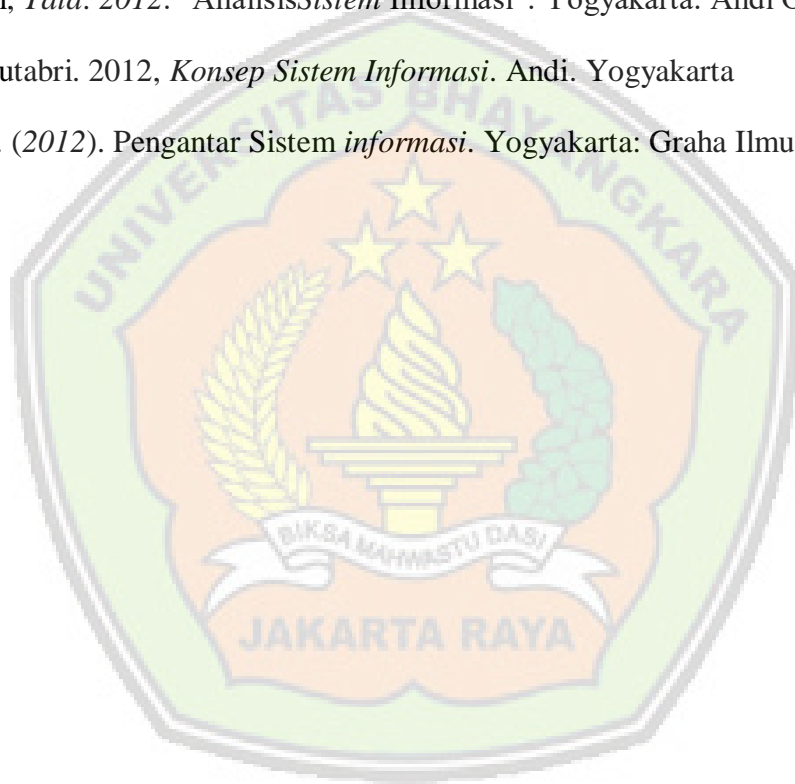 Tata. 2012. "AnalisisSistem Informasi". Yogyakarta: Andi
utabri. 2012, Konsep Sistem Informasi. Andi. Yogyakarta
(2012). Pengantar Sistem informasi. Yogyakarta: Graha Ilmu
UNIVERSITAS BHAYANGKARA
BIKSA MAHWASTU DASI
JAKARTA RAYA